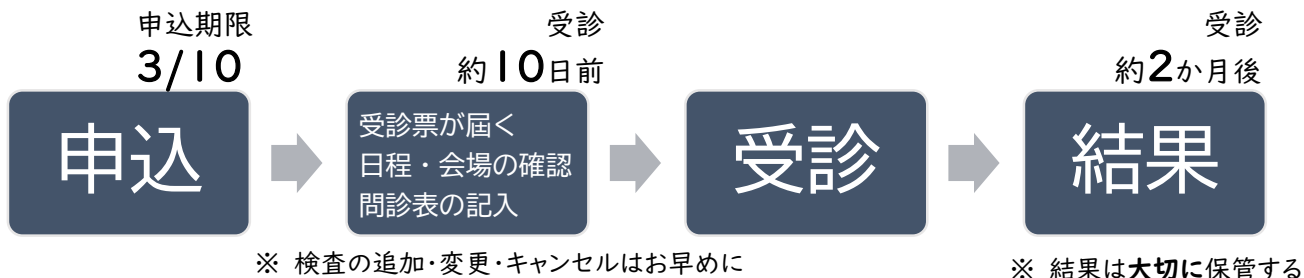 申込期限
3/10
申込
受診
約10日前
受診票が届く
日程・会場の確認
問診表の記入
受診
受診
約2か月後
結果
※ 検査の追加・変更・キャンセルはお早めに
※ 結果は大切に保管する